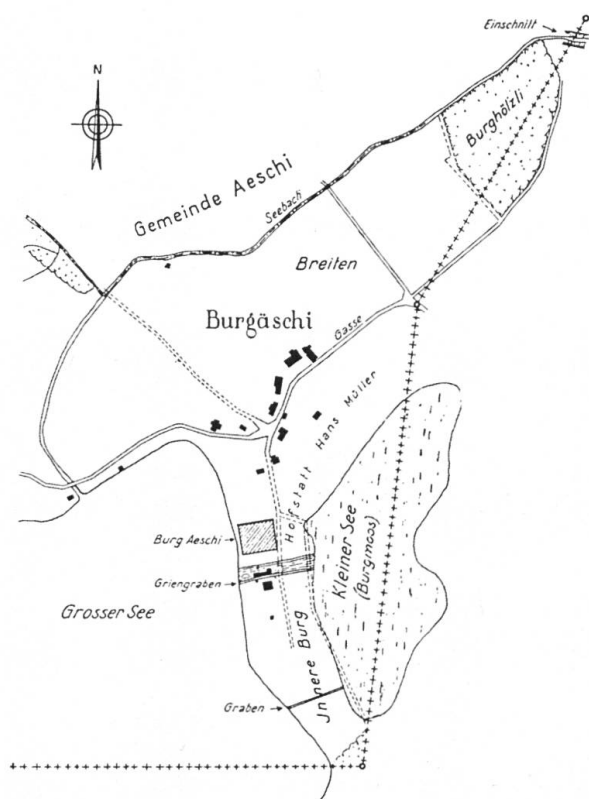 Einschnitt
N
Burghölzli
Gemeinde Aeschi
Seebach
Breiten
Burgäschi
Gasse
Hofstatt Hans Müller
Burg Aeschi
Kleiner See
(Burgmoos)
Griengraben
Grosser See
Jnnere Burg
Graben